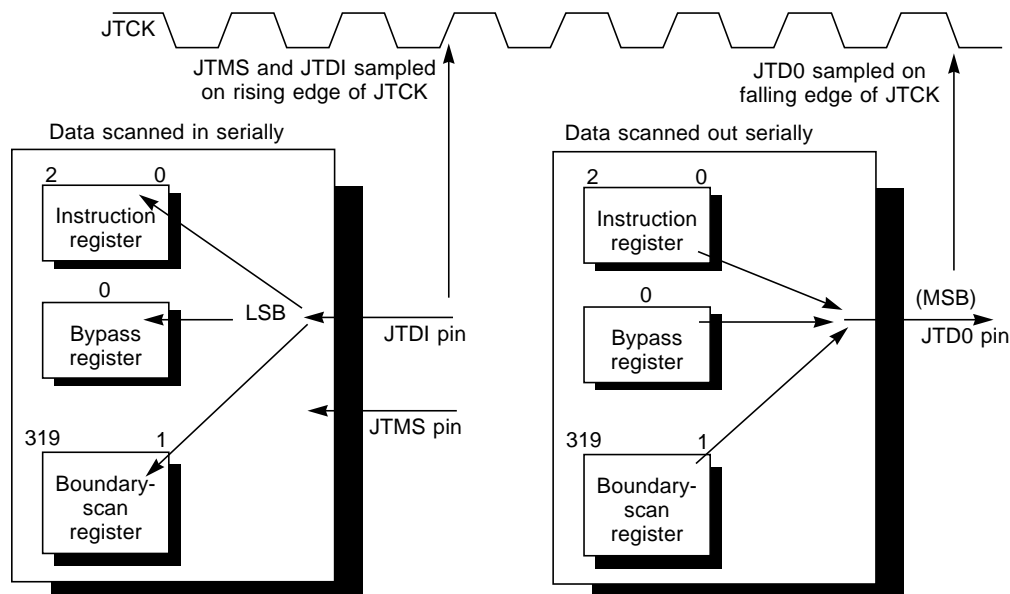 JTCK
JTMS and JTDI sampled
on rising edge of JTCK
JTD0 sampled on
falling edge of JTCK
Data scanned in serially
2 0
Instruction
register
0
Bypass
register
LSB
JTDI pin
JTMS pin
319 1
Boundary-
scan
register
Data scanned out serially
2 0
Instruction
register
0
Bypass
register
(MSB)
JTD0 pin
319 1
Boundary-
scan
register